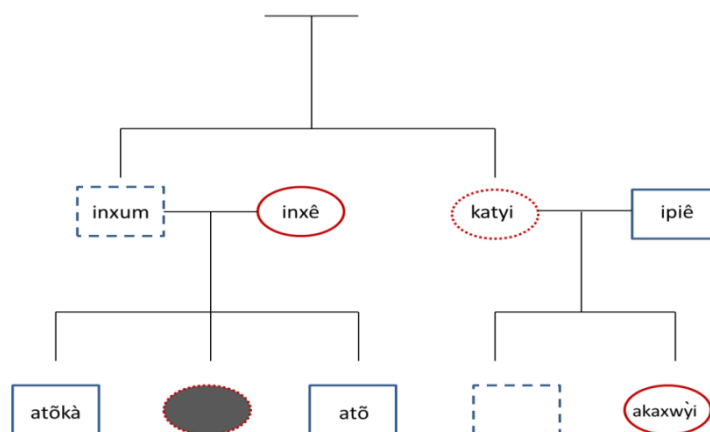 inxum
inxê
katyi
ipiê
atõkà
atõ
akaxwỳi